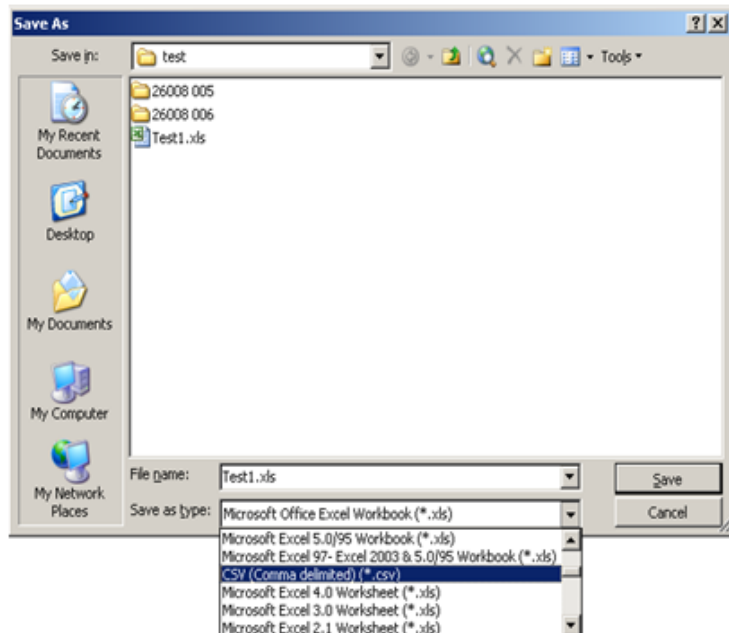 Save As
Save in:
test
Tools
26008 005
26008 006
Test1.xls
My Recent
Documents
Desktop
My Documents
My Computer
My Network
Places
File name:
Test1.xls
Save
Save as type:
Microsoft Office Excel Workbook (*.xls)
Cancel
Microsoft Excel 5.0/95 Workbook (*.xls)
Microsoft Excel 97- Excel 2003 & 5.0/95 Workbook (*.xls)
CSV (Comma delimited) (*.csv)
Microsoft Excel 4.0 Worksheet (*.xls)
Microsoft Excel 3.0 Worksheet (*.xls)
Microsoft Excel 2.1 Worksheet (*.xls)